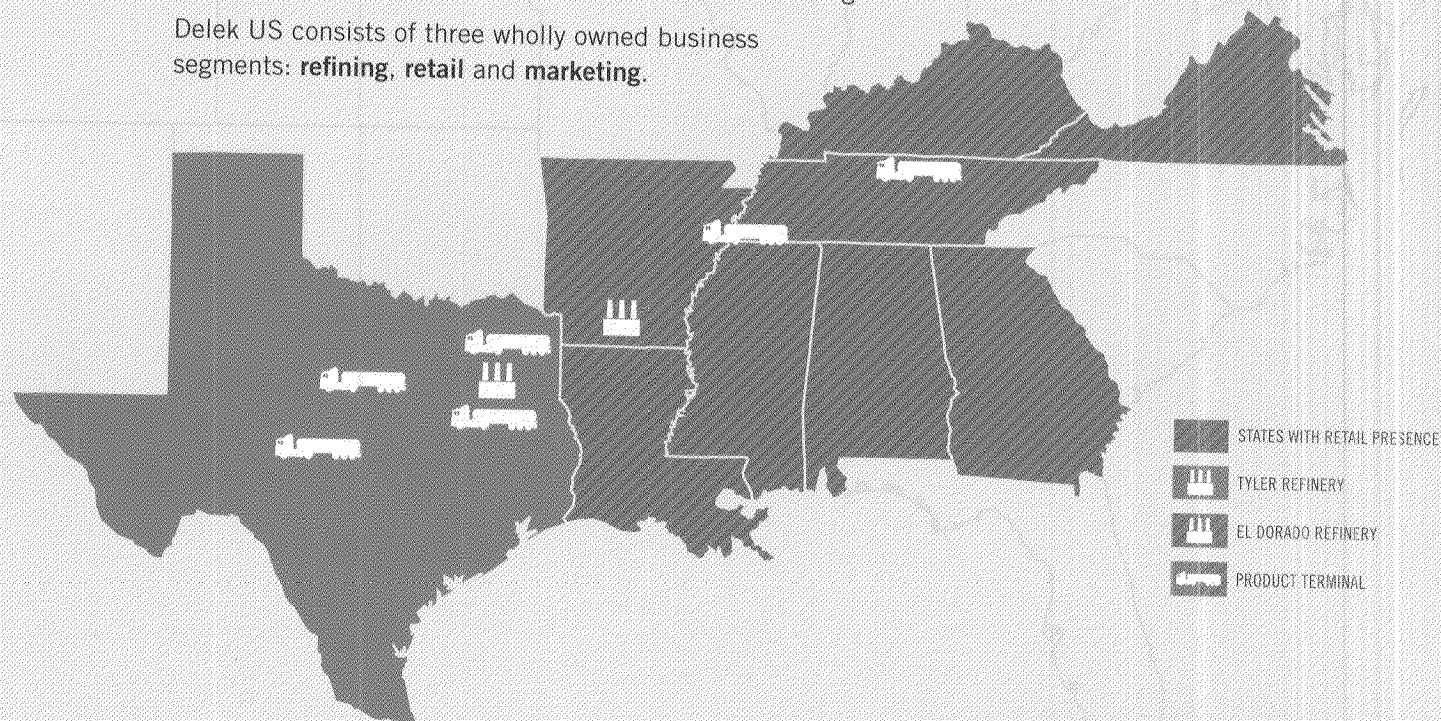 Delek US consists of three wholly owned business
segments: refining, retail and marketing.
STATES WITH RETAIL PRESENCE
TYLER REFINERY
EL DORADO REFINERY
PRODUCT TERMINAL